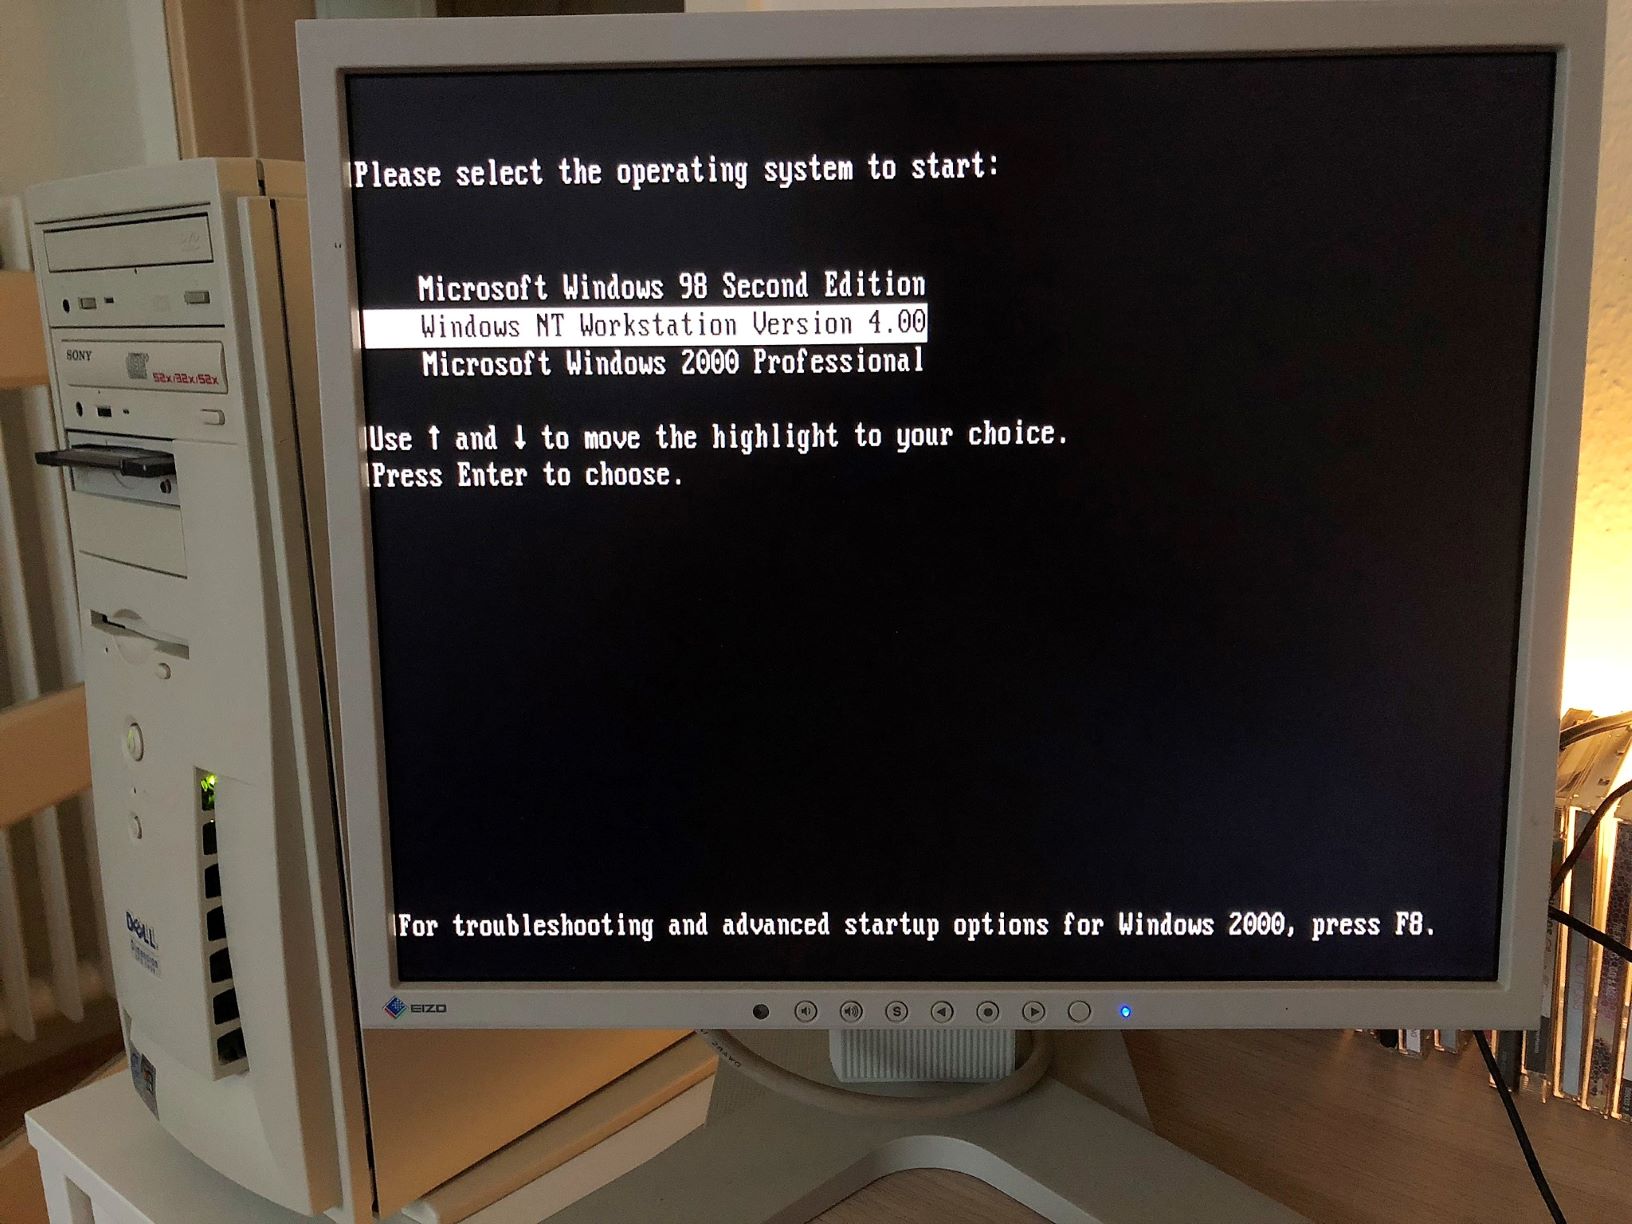 Please select the operating system to start:
Microsoft Windows 98 Second Edition
Windows NT Workstation Version 4.00
Microsoft Windows 2000 Professional
Use ↑ and ↓ to move the highlight to your choice.
Press Enter to choose.
For troubleshooting and advanced startup options for Windows 2000, press F8.
EIZO
S
SONY
52x/32x/52x
DELL
Dimension